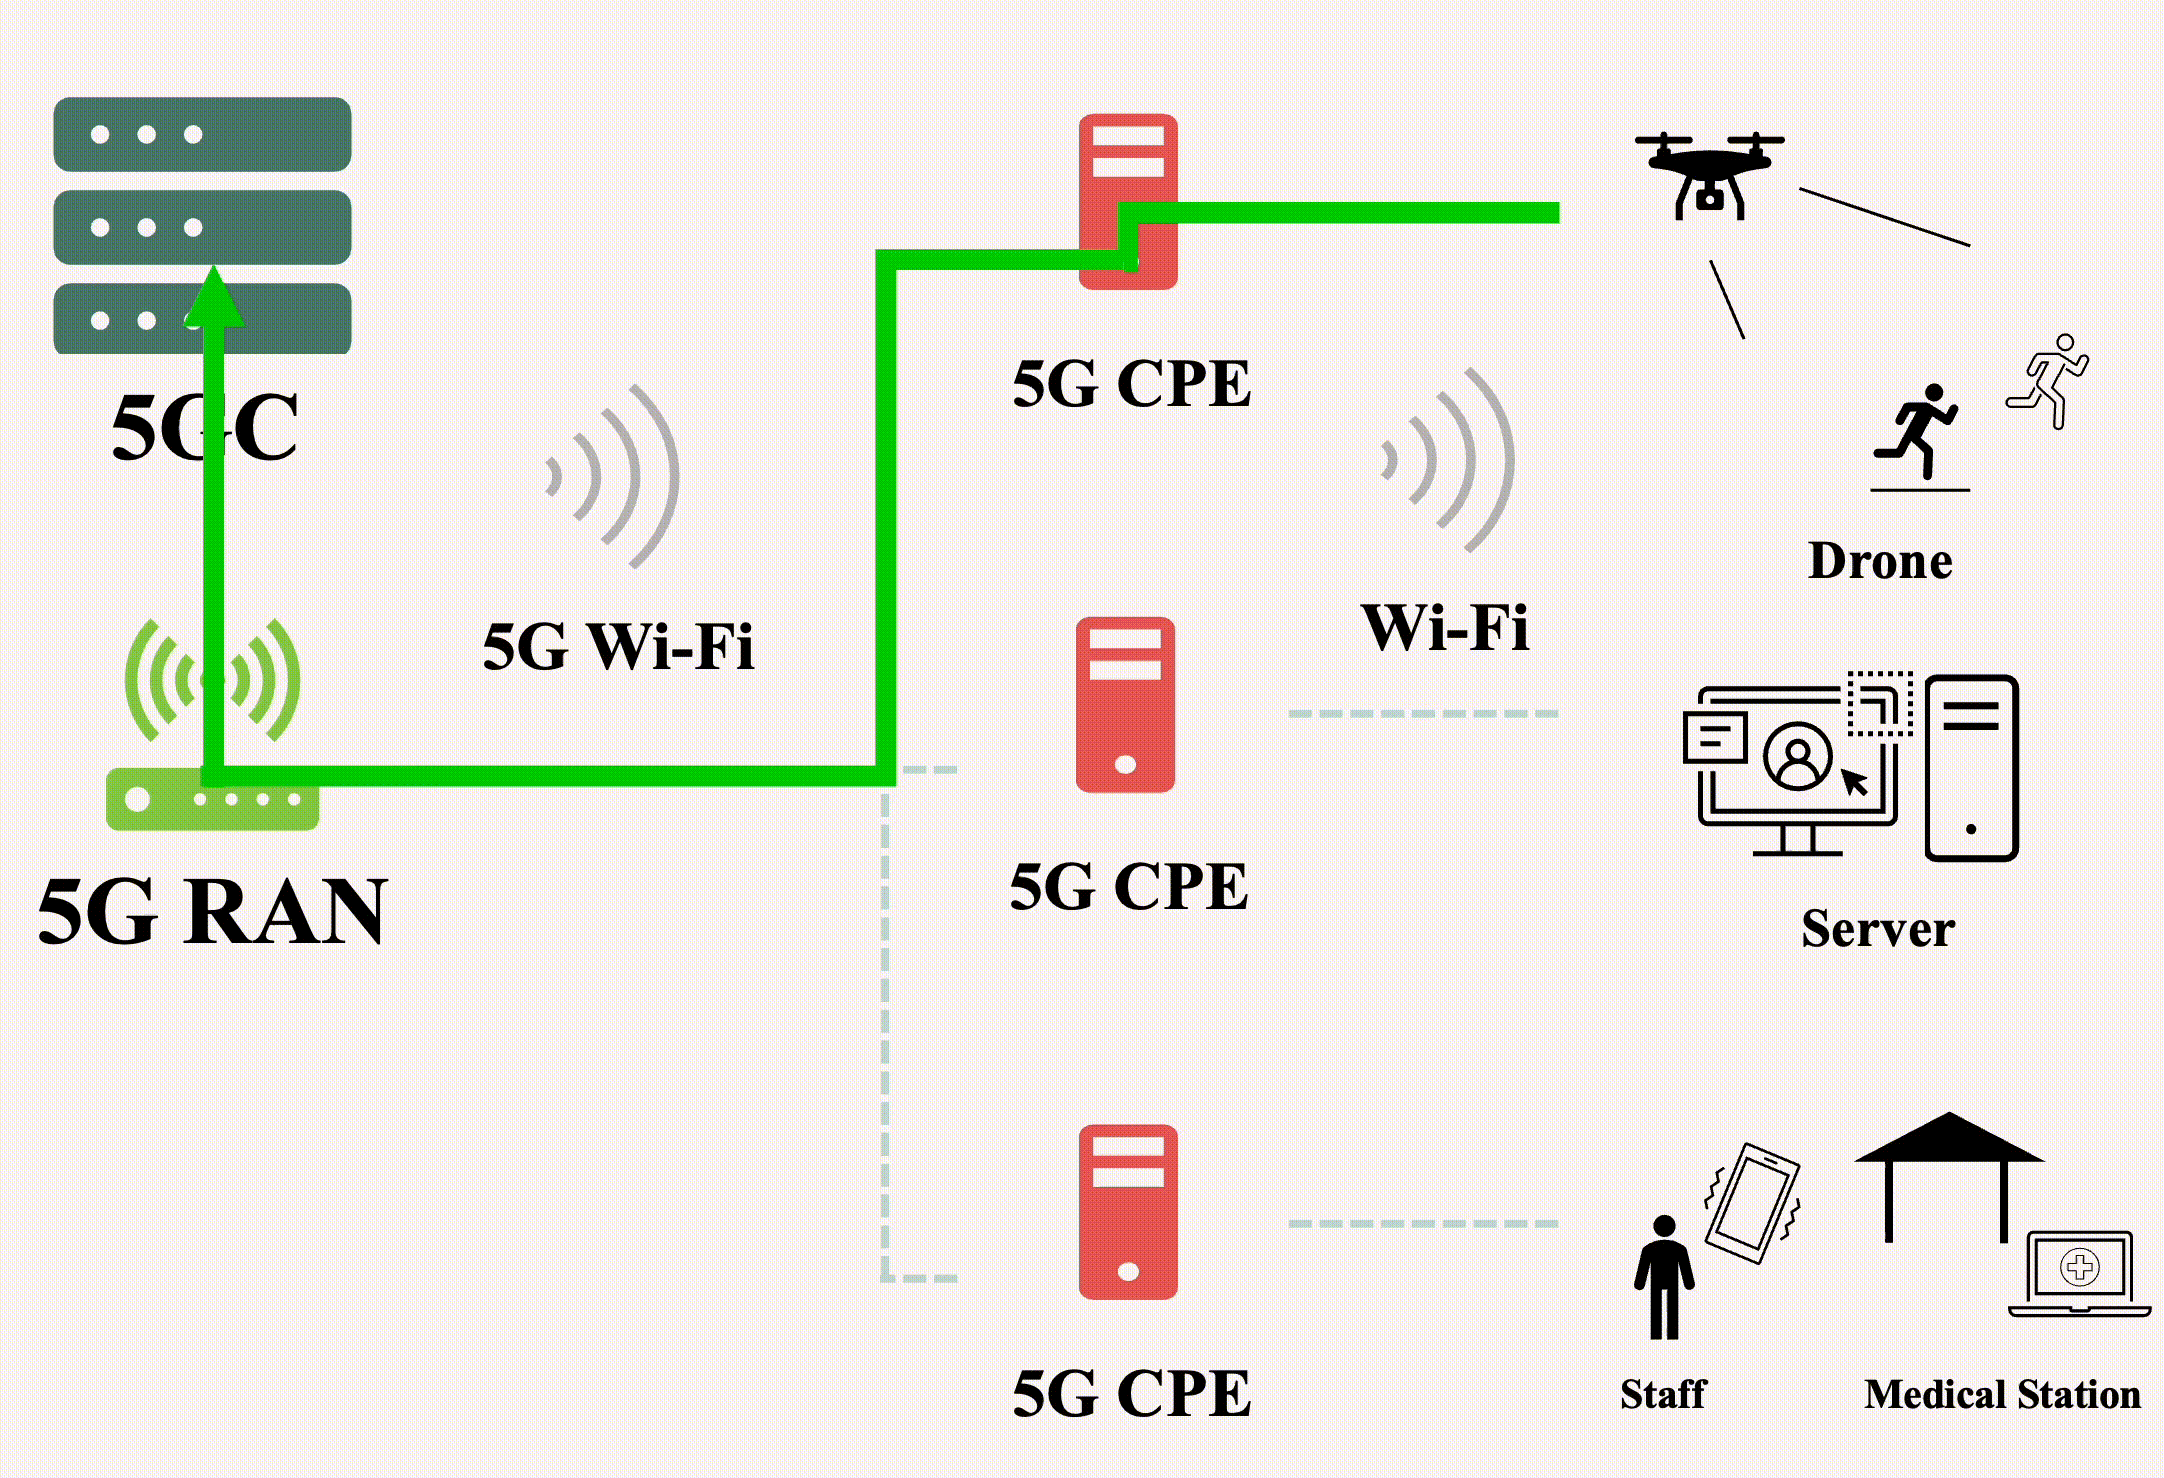 5GC
5G RAN
5G Wi-Fi
5G CPE
Wi-Fi
Drone
5G CPE
Server
5G CPE
Staff
Medical Station